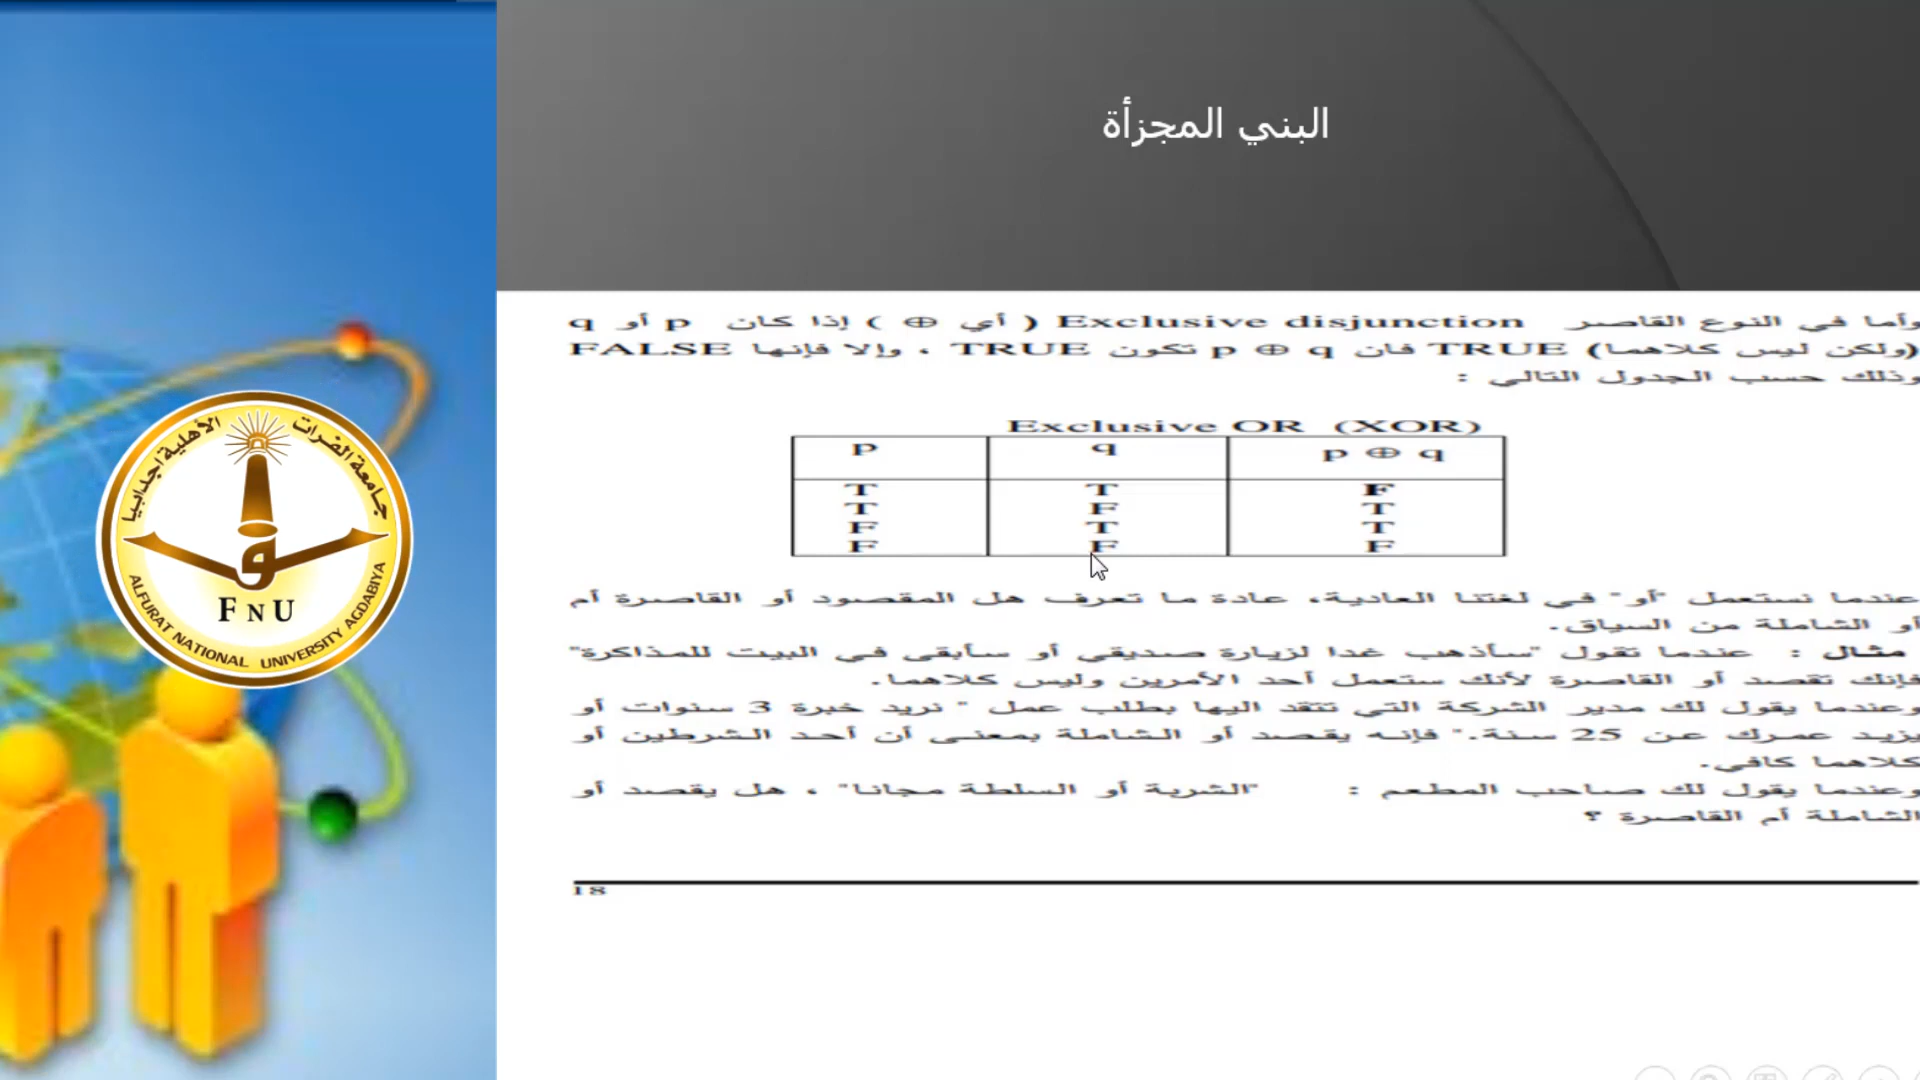 البني المجزأة
وأما في النوع القاصر Exclusive disjunction ( أي ⊕ ) إذا كان p أو q
(ولكن ليس كلاهما) TRUE فان p ⊕ q تكون TRUE ، وإلا فإنها FALSE
وذلك حسب الجدول التالي :
Exclusive OR (XOR)
p q p ⊕ q
T T F
T F T
F T T
F F F
عندما نستعمل "أو" في لغتنا العادية، عادة ما تعرف هل المقصود أو القاصرة أم
أو الشاملة من السياق.
مثال : عندما تقول "سأذهب غدا لزيارة صديقي أو سأبقى في البيت للمذاكرة"
فإنك تقصد أو القاصرة لأنك ستعمل أحد الأمرين وليس كلاهما.
وعندما يقول لك مدير الشركة التي تتقد اليها بطلب عمل " نريد خبرة 3 سنوات أو
يزيد عمرك عن 25 سنة." فإنه يقصد أو الشاملة بمعنى أن أحد الشرطين أو
كلاهما كافي.
وعندما يقول لك صاحب المطعم : "الشربة أو السلطة مجانا" ، هل يقصد أو
الشاملة أم القاصرة ؟
18
جامعة الفرات الأهلية اجدابيا
FNU
ALFURAT NATIONAL UNIVERSITY AGDABIYA